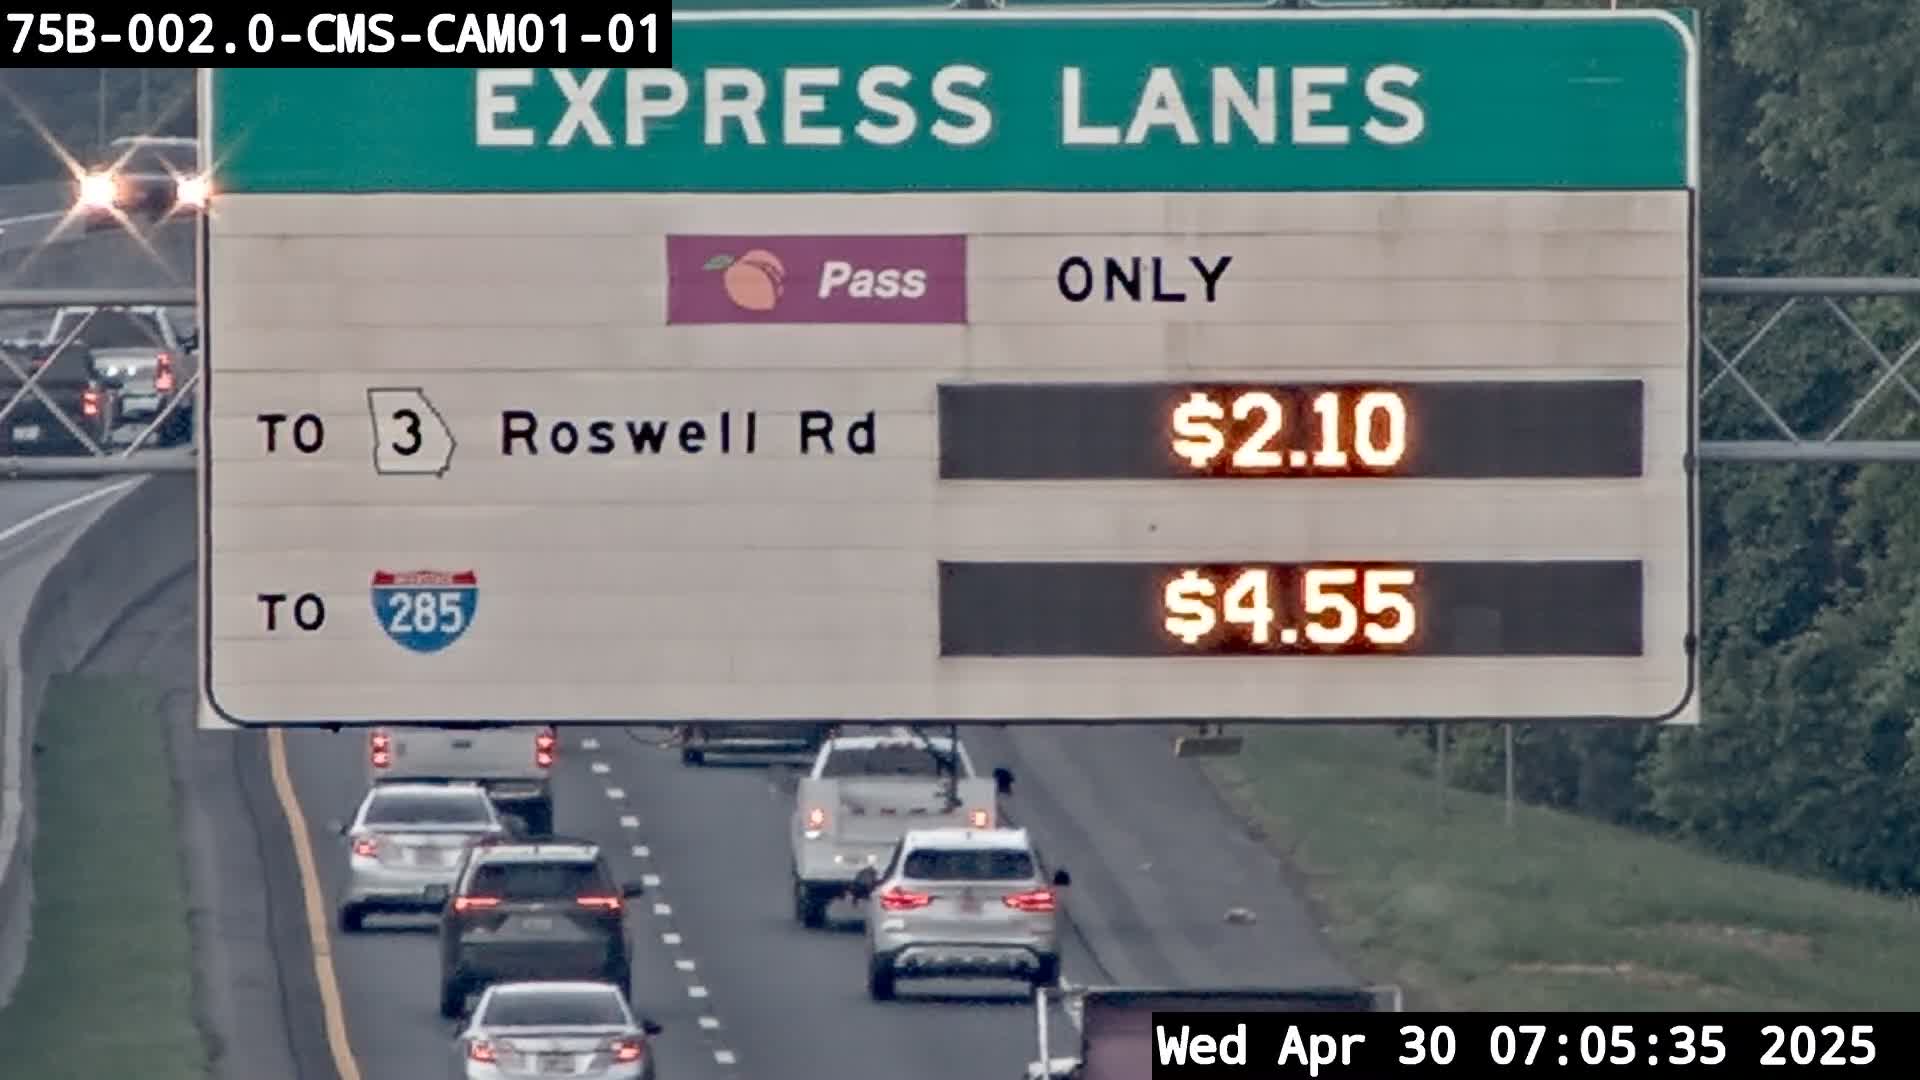 75B-002.0-CMS-CAM01-01
EXPRESS LANES
Pass ONLY
TO 3 Roswell Rd $2.10
INTERSTATE
TO 285 $4.55
Wed Apr 30 07:05:35 2025